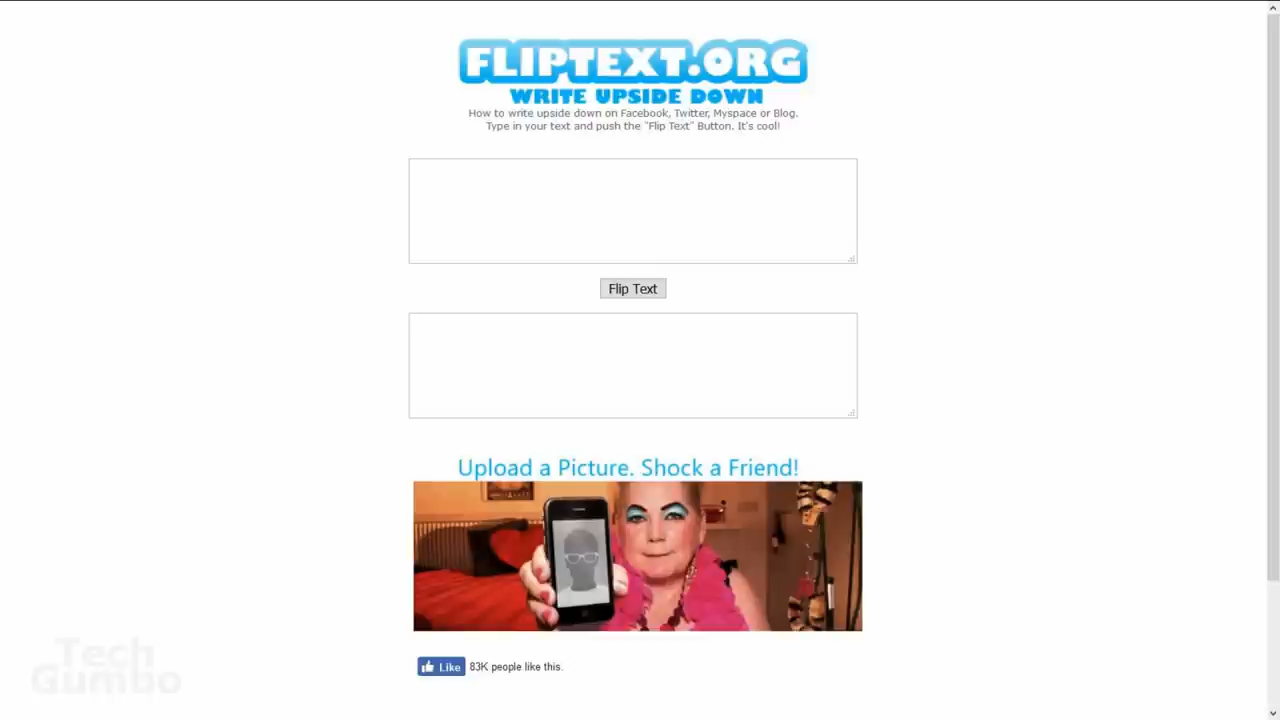 FLIPTEXT.ORG
WRITE UPSIDE DOWN
How to write upside down on Facebook, Twitter, Myspace or Blog.
Type in your text and push the "Flip Text" Button. It's cool!
Flip Text
Upload a Picture. Shock a Friend!
Like 83K people like this.
Tech
Gumbo